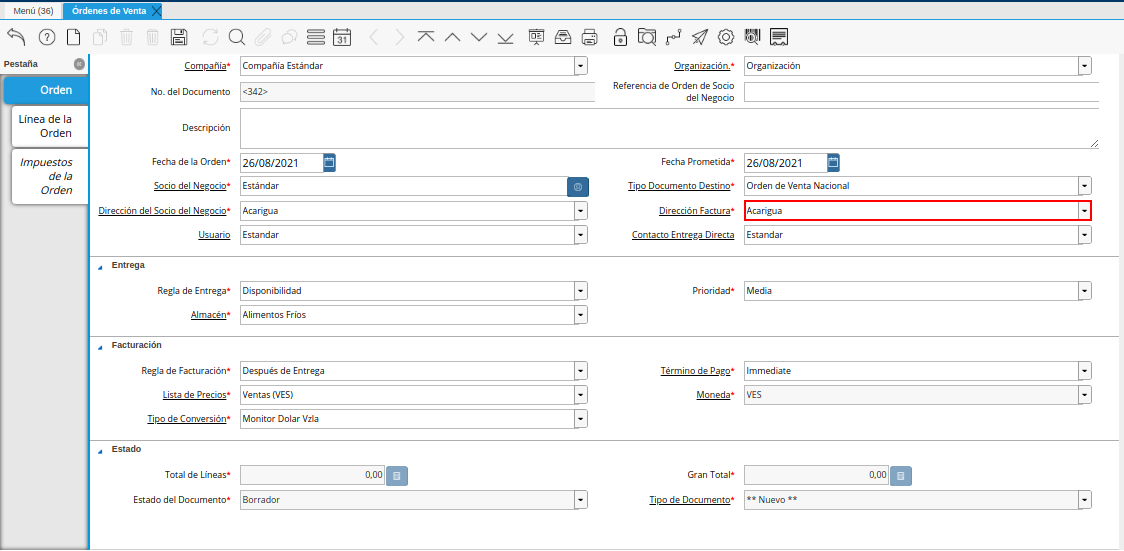 Menú (36) Órdenes de Venta
31
Pestaña
Orden
Línea de la
Orden
Impuestos
de la
Orden
Compañía* Compañía Estándar Organización.* Organización
No. del Documento <342> Referencia de Orden de Socio
del Negocio
Descripción
Fecha de la Orden* 26/08/2021 Fecha Prometida* 26/08/2021
Socio del Negocio* Estándar Tipo Documento Destino* Orden de Venta Nacional
Dirección del Socio del Negocio* Acarigua Dirección Factura* Acarigua
Usuario Estandar Contacto Entrega Directa Estandar
Entrega
Regla de Entrega* Disponibilidad Prioridad* Media
Almacén* Alimentos Fríos
Facturación
Regla de Facturación* Después de Entrega Término de Pago* Immediate
Lista de Precios* Ventas (VES) Moneda* VES
Tipo de Conversión* Monitor Dolar Vzla
Estado
Total de Líneas* 0,00 Gran Total* 0,00
Estado del Documento* Borrador Tipo de Documento* ** Nuevo **